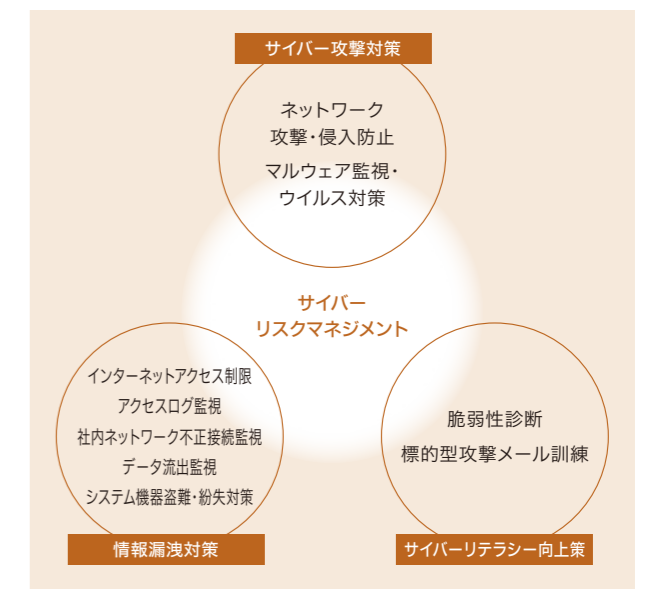 サイバー攻撃対策
ネットワーク
攻撃・侵入防止
マルウェア監視・
ウイルス対策
サイバー
リスクマネジメント
インターネットアクセス制限
アクセスログ監視
社内ネットワーク不正接続監視
データ流出監視
システム機器盗難・紛失対策
情報漏洩対策
脆弱性診断
標的型攻撃メール訓練
サイバーリテラシー向上策